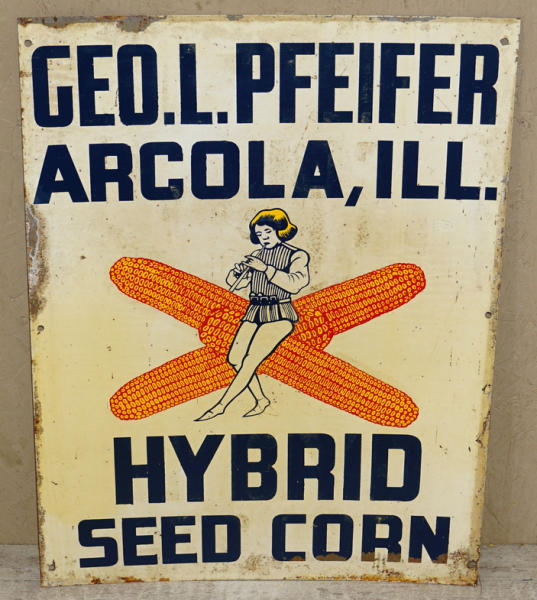 GEO.L.PFEIFER
ARCOLA, ILL.
HYBRID
SEED CORN